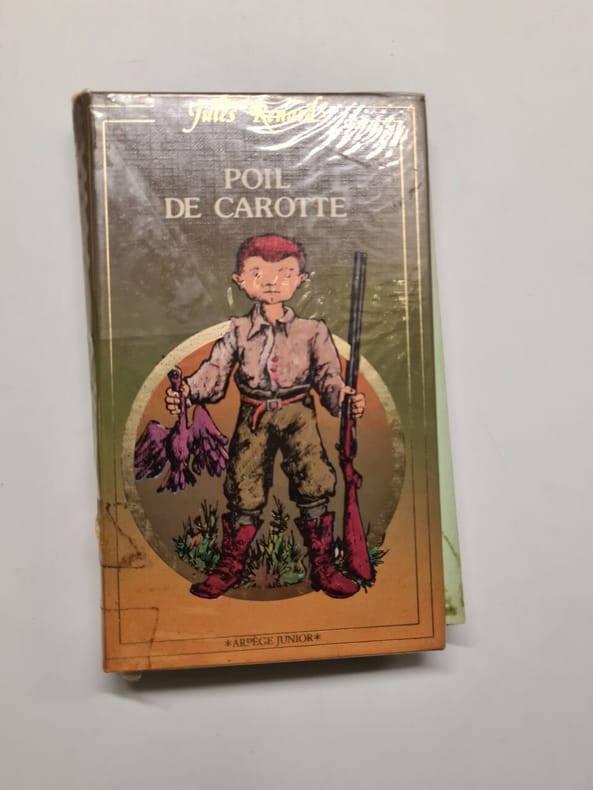 Jules Renard
POIL
DE CAROTTE
*ARPÈGE JUNIOR*